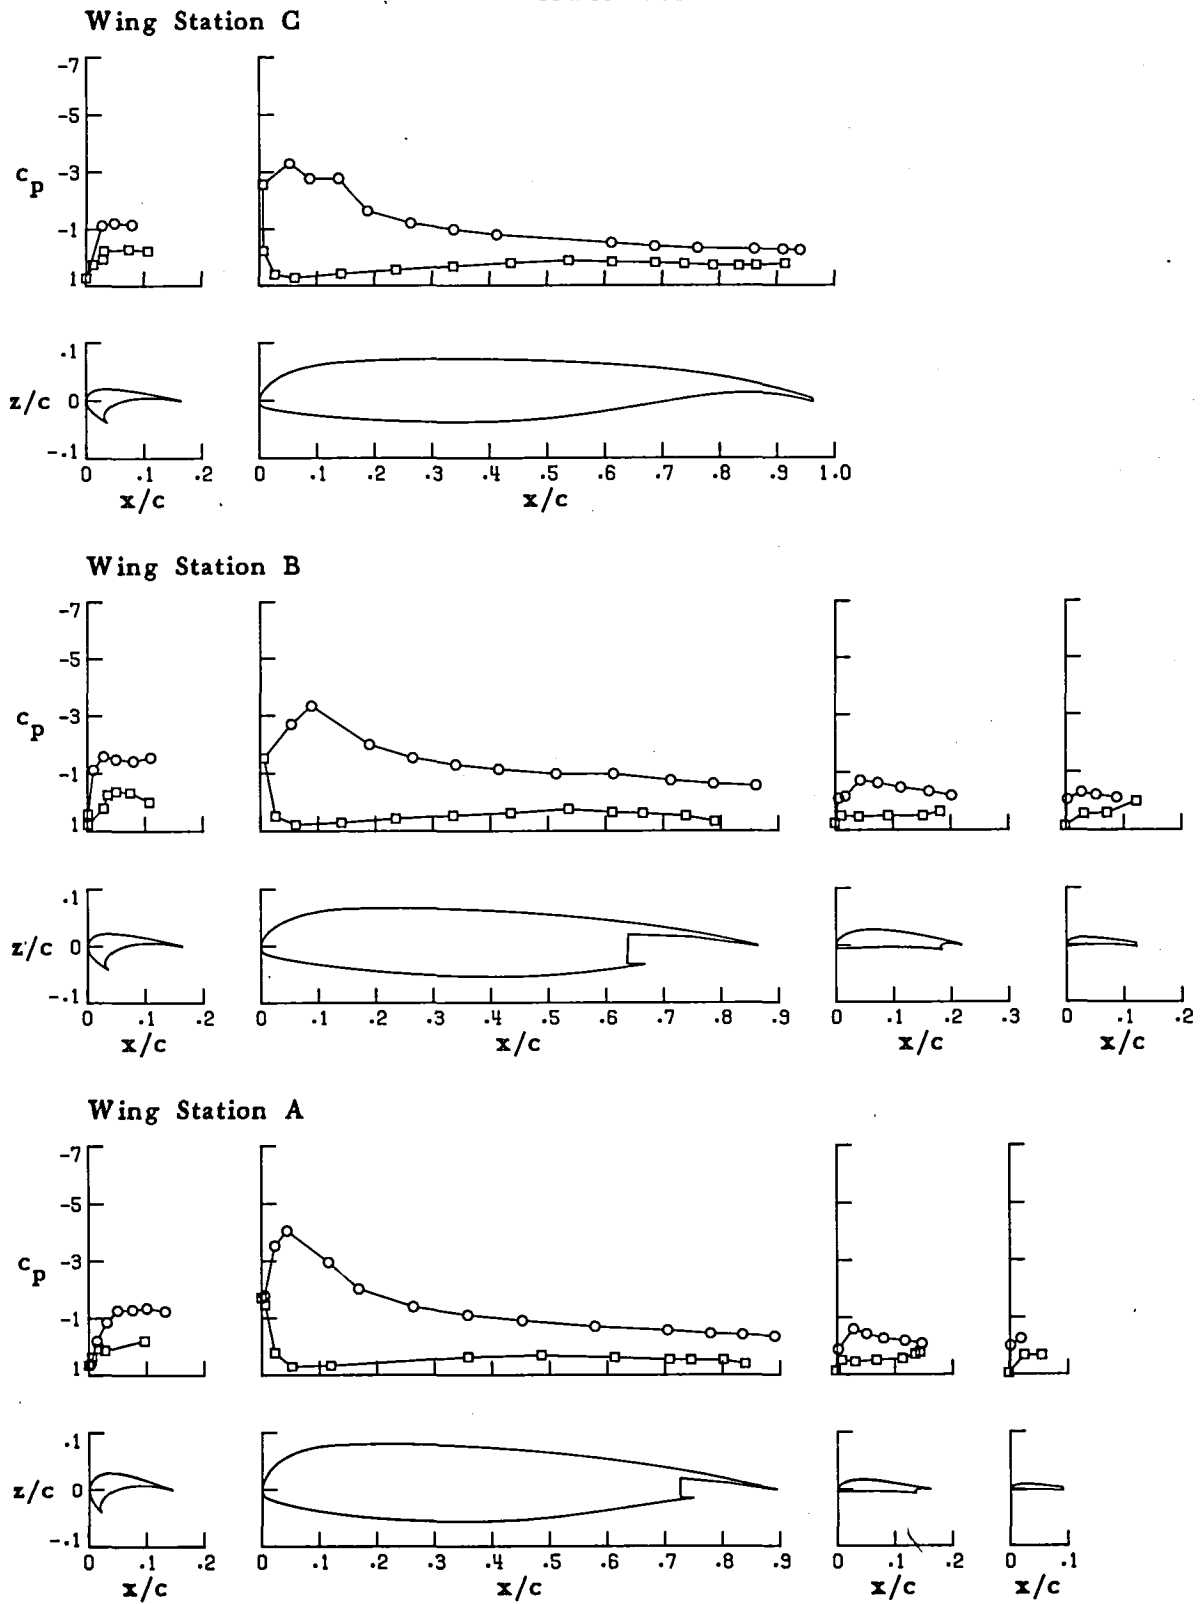 Wing Station C
-7
-5
-3
-1
1
cp
.1
0
-.1
z/c
0 .1 .2
0 .1 .2 .3 .4 .5 .6 .7 .8 .9 1.0
x/c x/c
Wing Station B
-7
-5
-3
-1
1
cp
.1
0
-.1
z/c
0 .1 .2
0 .1 .2 .3 .4 .5 .6 .7 .8 .9
0 .1 .2 .3
0 .1 .2
x/c x/c x/c x/c
Wing Station A
-7
-5
-3
-1
1
cp
.1
0
-.1
z/c
0 .1 .2
0 .1 .2 .3 .4 .5 .6 .7 .8 .9
0 .1 .2
0 .1
x/c x/c x/c x/c